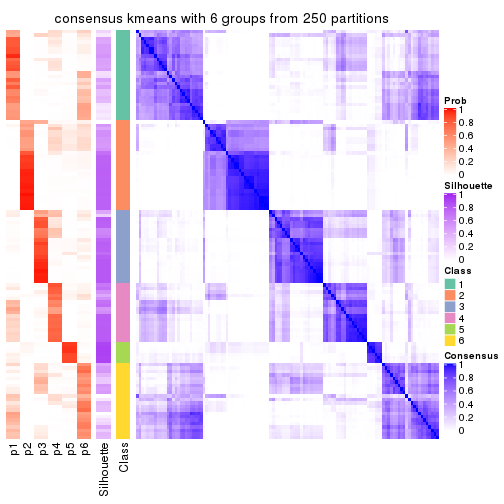 consensus kmeans with 6 groups from 250 partitions
Prob
1
0.8
0.6
0.4
0.2
0
Silhouette
1
0.8
0.6
0.4
0.2
0
Class
1
2
3
4
5
6
Consensus
1
0.8
0.6
0.4
0.2
0
p1
p2
p3
p4
p5
p6
Silhouette
Class